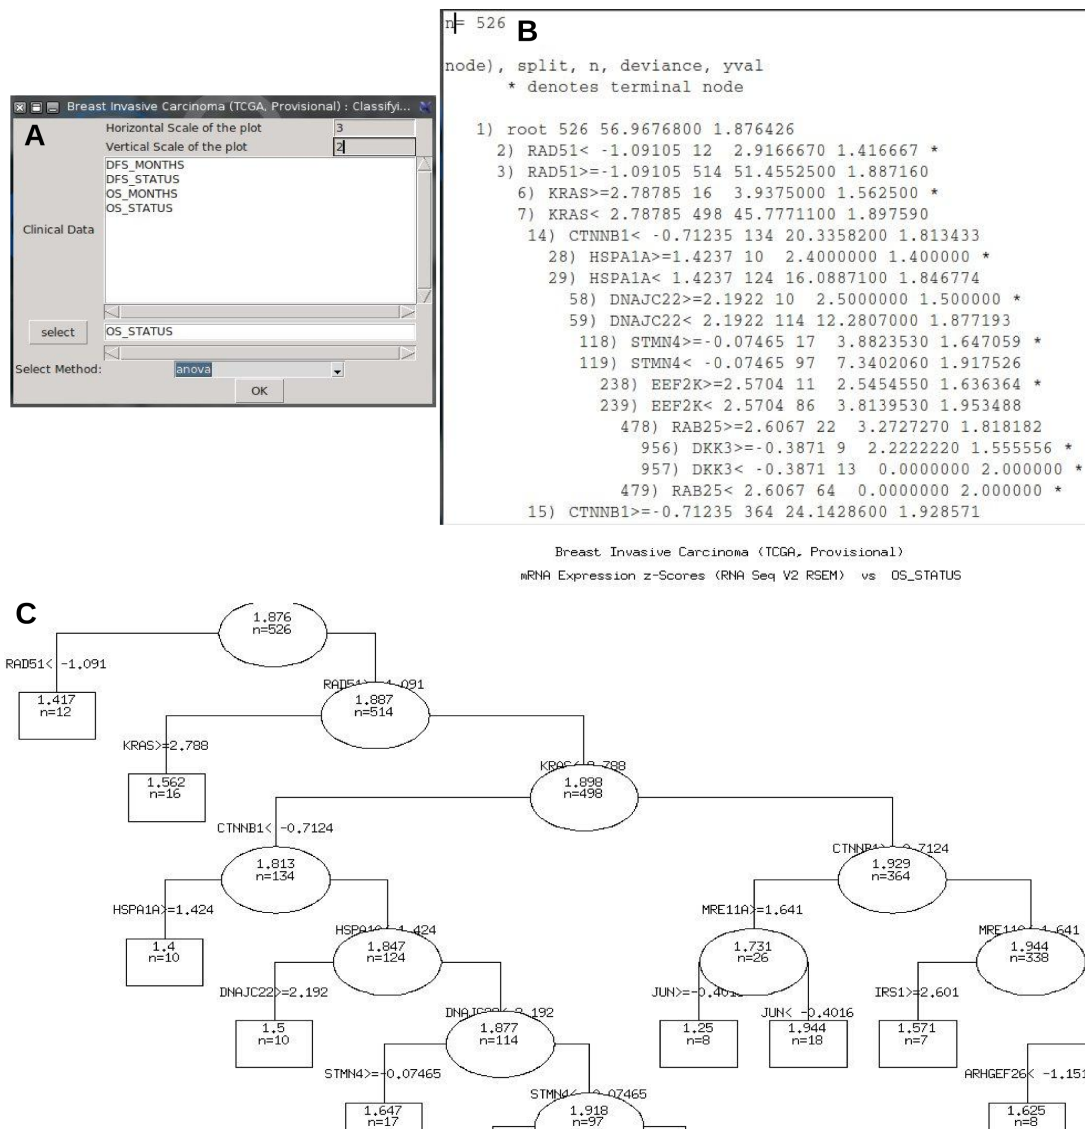 A
Breast Invasive Carcinoma (TCGA, Provisional) : Classifyi...
Horizontal Scale of the plot 3
Vertical Scale of the plot 2
DFS_MONTHS
DFS_STATUS
OS_MONTHS
OS_STATUS
Clinical Data
select OS_STATUS
Select Method: anova
OK
B
n= 526
node), split, n, deviance, yval
* denotes terminal node
1) root 526 56.9676800 1.876426
2) RAD51< -1.09105 12 2.9166670 1.416667 *
3) RAD51>=-1.09105 514 51.4552500 1.887160
6) KRAS>=2.78785 16 3.9375000 1.562500 *
7) KRAS< 2.78785 498 45.7771100 1.897590
14) CTNNB1< -0.71235 134 20.3358200 1.813433
28) HSPA1A>=1.4237 10 2.4000000 1.400000 *
29) HSPA1A< 1.4237 124 16.0887100 1.846774
58) DNAJC22>=2.1922 10 2.5000000 1.500000 *
59) DNAJC22< 2.1922 114 12.2807000 1.877193
118) STMN4>=-0.07465 17 3.8823530 1.647059 *
119) STMN4< -0.07465 97 7.3402060 1.917526
238) EEF2K>=2.5704 11 2.5454550 1.636364 *
239) EEF2K< 2.5704 86 3.8139530 1.953488
478) RAB25>=2.6067 22 3.2727270 1.818182
956) DKK3>=-0.3871 9 2.2222220 1.555556 *
957) DKK3< -0.3871 13 0.0000000 2.000000 *
479) RAB25< 2.6067 64 0.0000000 2.000000 *
15) CTNNB1>=-0.71235 364 24.1428600 1.928571
Breast Invasive Carcinoma (TCGA, Provisional)
mRNA Expression z-Scores (RNA Seq V2 RSEM) vs OS_STATUS
C
1.876
n=526
RAD51< -1.091
1.417
n=12
1.887
n=514
KRAS>=2.788
1.562
n=16
1.898
n=498
CTNNB1< -0.7124
1.813
n=134
1.929
n=364
HSPA1A>=1.424
MRE11A>=1.641
1.4
n=10
1.847
n=124
1.731
n=26
1.944
n=338
DNAJC22>=2.192
JUN< -0.4016
IRS1>=2.601
1.5
n=10
1.877
n=114
1.25
n=8
1.944
n=18
1.571
n=7
STMN4>=-0.07465
ARHGEF26< -1.151
1.647
n=17
1.918
n=97
1.625
n=8